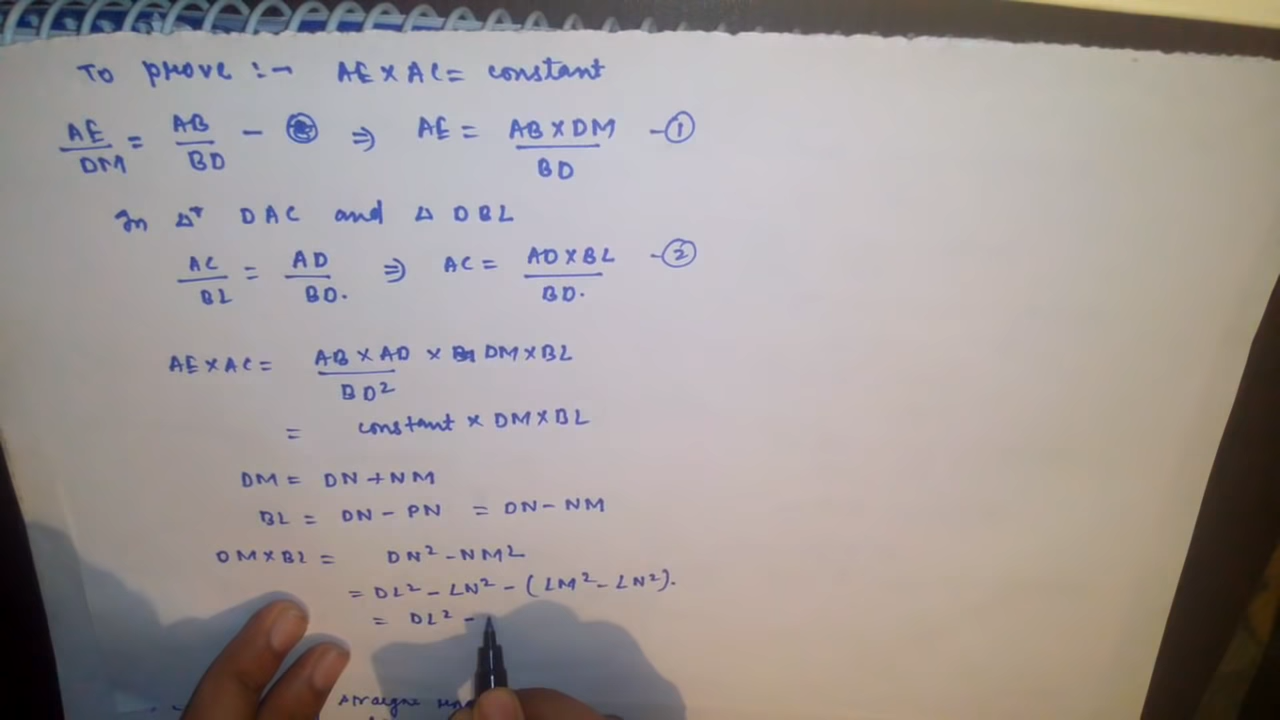 To prove :- AE × AC = constant
AE/DM = AB/BD - ⇒ AE = AB × DM/BD - ①
In Δr DAC and Δ DBL
AC/BL = AD/BD. ⇒ AC = AD × BL/BD. - ②
AE × AC = AB × AD/BD² × DM × BL
= constant × DM × BL
DM = DN + NM
BL = DN - PN = DN - NM
DM × BL = DN² - NM²
= DL² - LN² - (LM² - LN²).
= DL² -